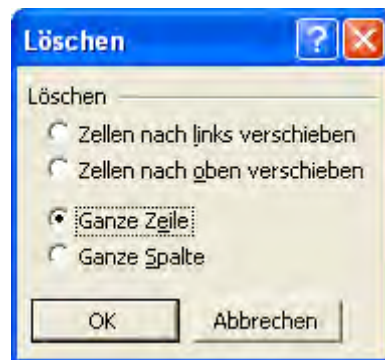 Löschen
Löschen
Zellen nach links verschieben
Zellen nach oben verschieben
Ganze Zeile
Ganze Spalte
OK Abbrechen